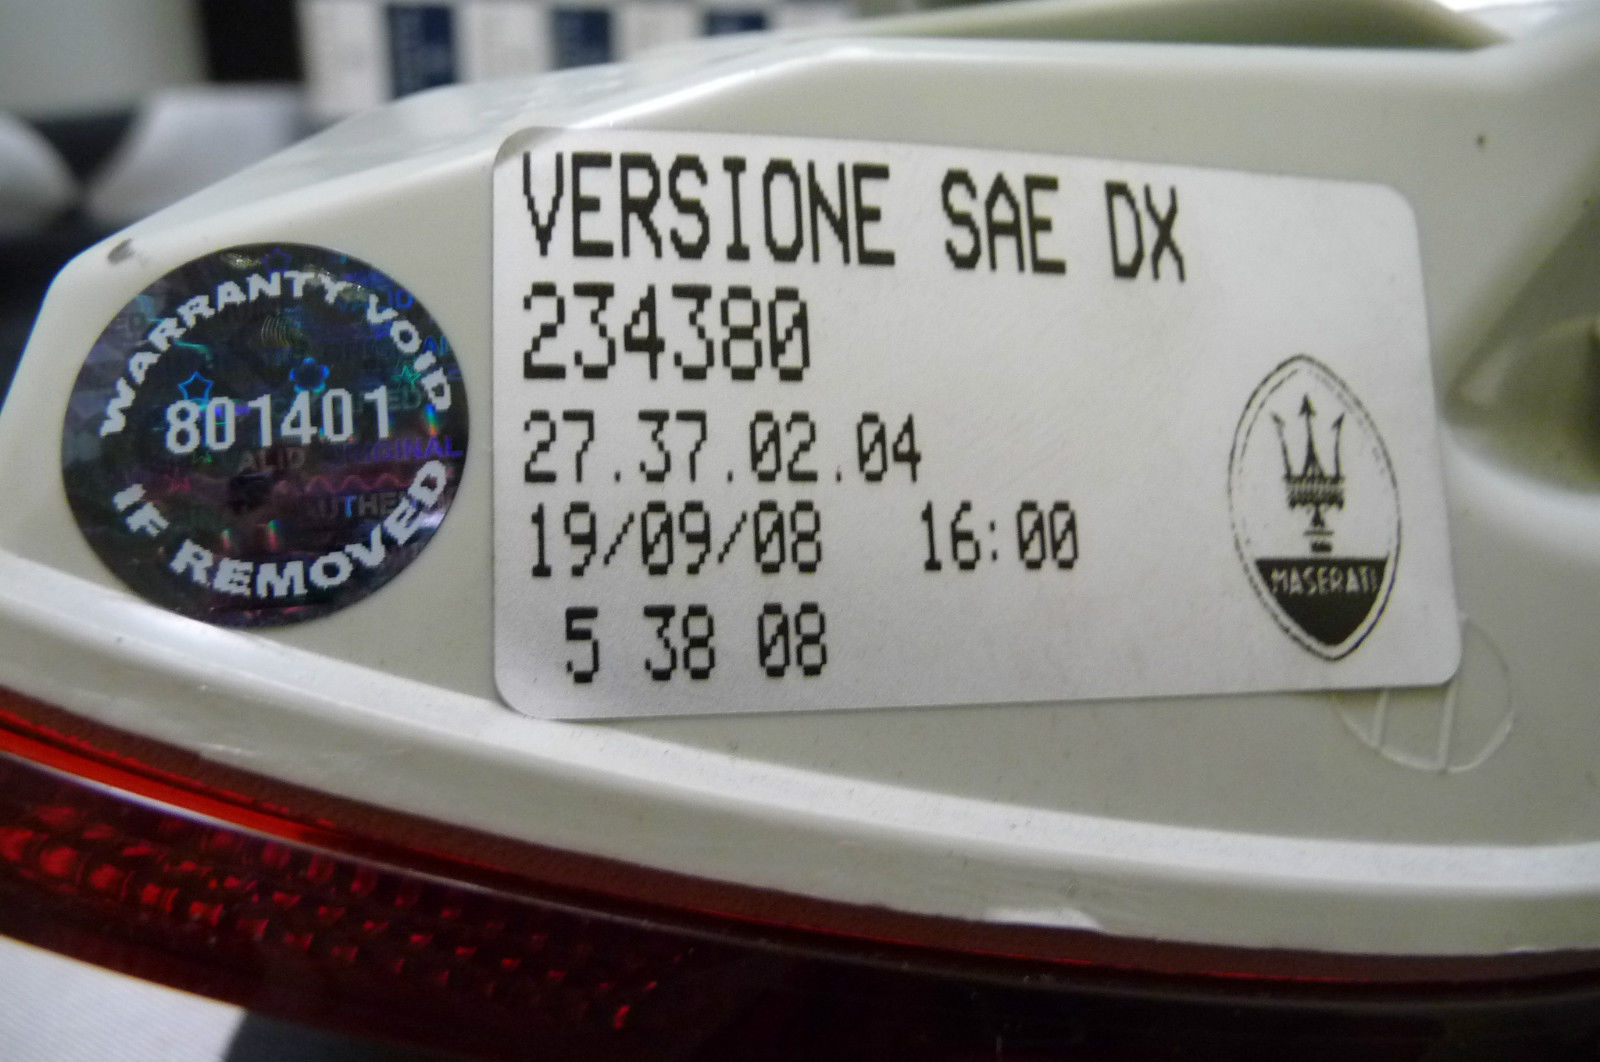 WARRANTY VOID
801401
IF REMOVED
VERSIONE SAE DX
234380
27.37.02.04
19/09/08 16:00
5 38 08
MASERATI